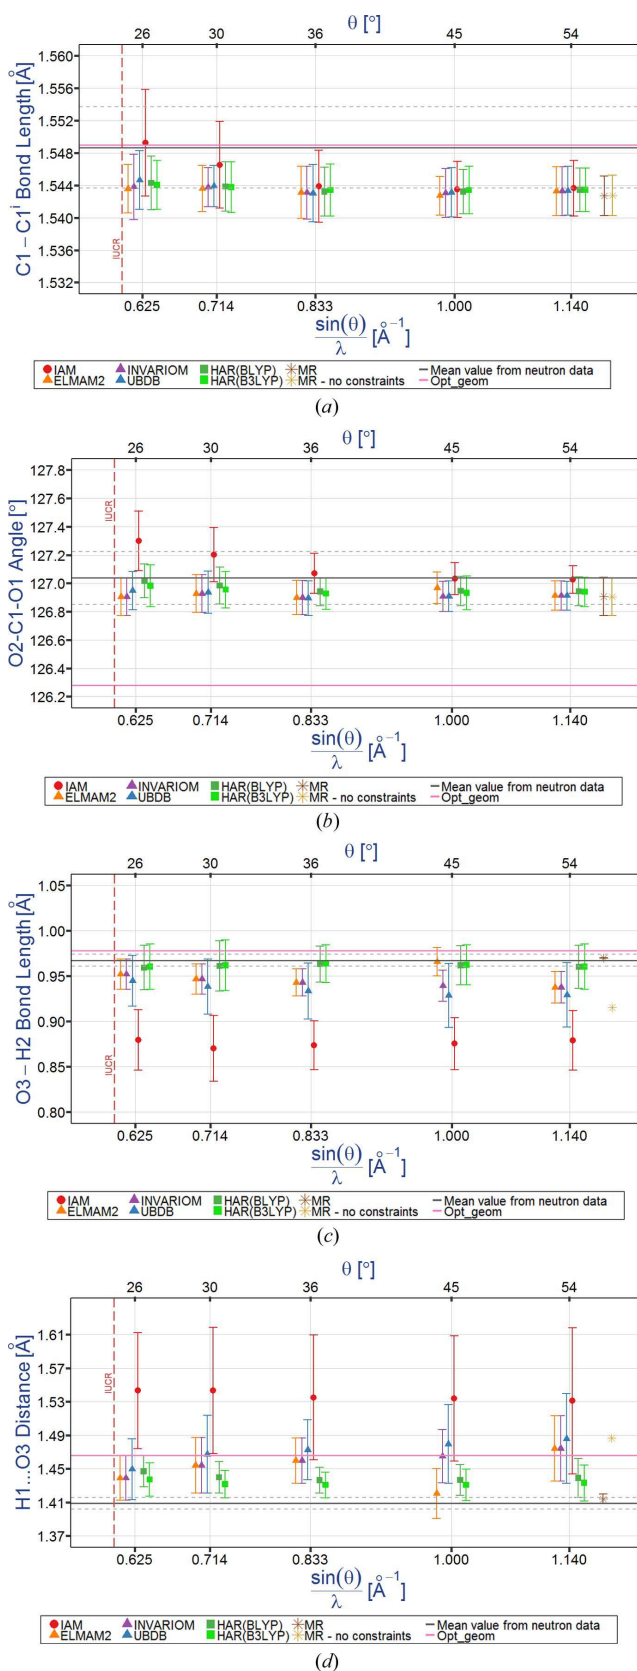 θ [°]
26 30 36 45 54
1.560
1.556
1.552
1.548
1.544
1.540
1.536
1.532
C1 – C1ⁱ Bond Length[Å]
IUCR
0.625 0.714 0.833 1.000 1.140
sin(θ)/λ [Å⁻¹]
IAM INVARIOM HAR(BLYP) MR Mean value from neutron data
ELMAM2 UBDB HAR(B3LYP) MR - no constraints Opt_geom
(a)
θ [°]
26 30 36 45 54
127.8
127.4
127.2
127.0
126.8
126.6
126.2
O2-C1-O1 Angle[°]
IUCR
0.625 0.714 0.833 1.000 1.140
sin(θ)/λ [Å⁻¹]
IAM INVARIOM HAR(BLYP) MR Mean value from neutron data
ELMAM2 UBDB HAR(B3LYP) MR - no constraints Opt_geom
(b)
θ [°]
26 30 36 45 54
1.05
1.00
0.95
0.90
0.85
0.80
O3 – H2 Bond Length[Å]
IUCR
0.625 0.714 0.833 1.000 1.140
sin(θ)/λ [Å⁻¹]
IAM INVARIOM HAR(BLYP) MR Mean value from neutron data
ELMAM2 UBDB HAR(B3LYP) MR - no constraints Opt_geom
(c)
θ [°]
26 30 36 45 54
1.61
1.57
1.53
1.49
1.45
1.41
1.37
H1...O3 Distance[Å]
IUCR
0.625 0.714 0.833 1.000 1.140
sin(θ)/λ [Å⁻¹]
IAM INVARIOM HAR(BLYP) MR Mean value from neutron data
ELMAM2 UBDB HAR(B3LYP) MR - no constraints Opt_geom
(d)